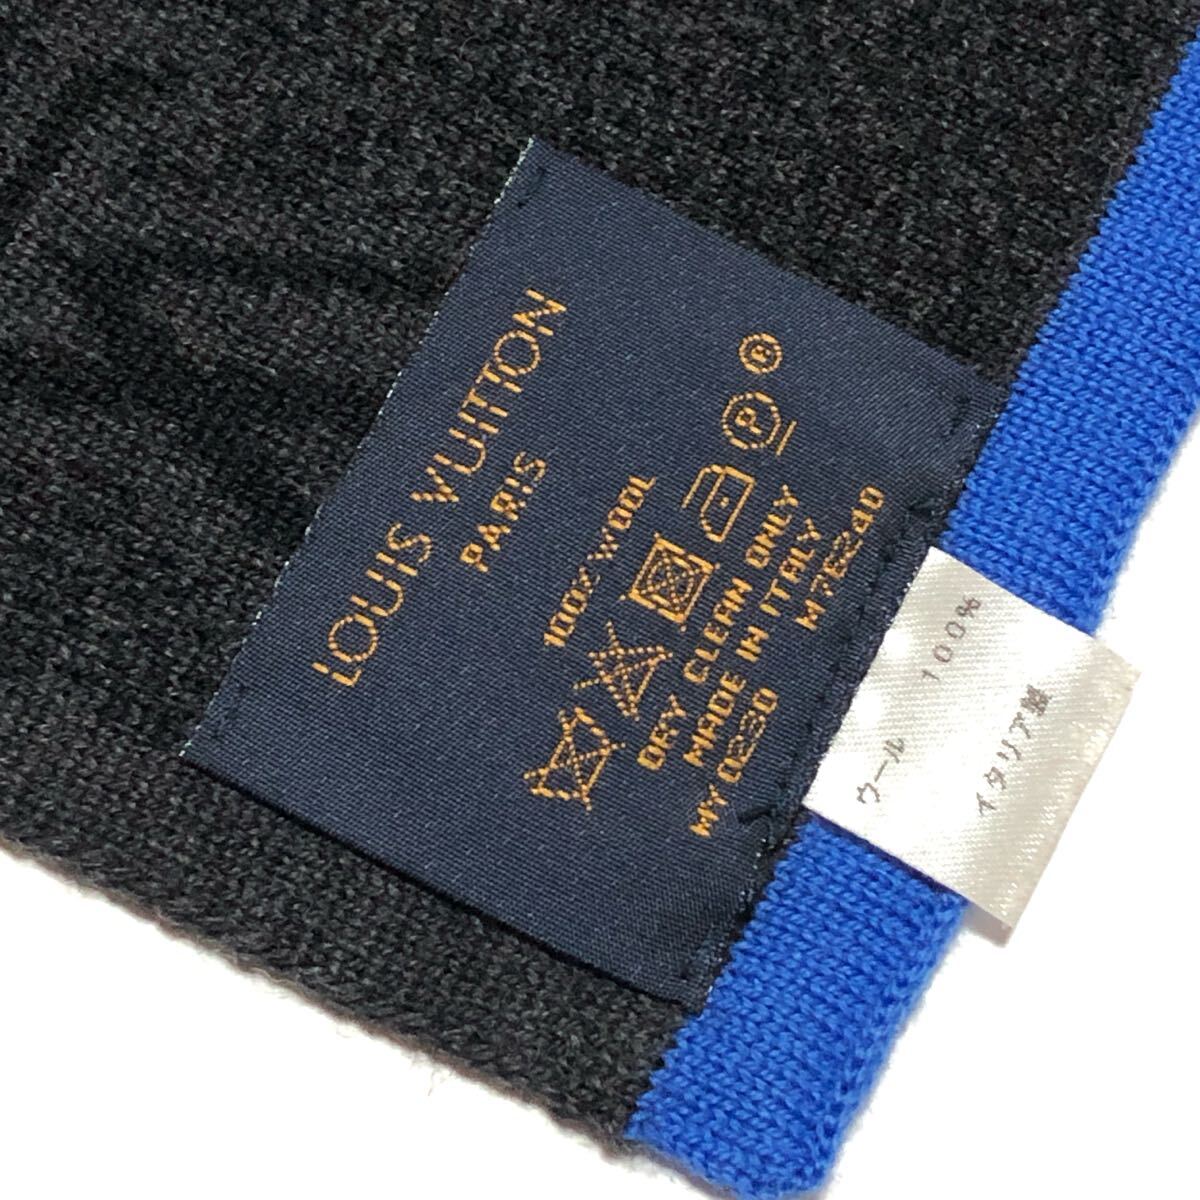 LOUIS VUITTON
PARIS
100% WOOL
P
DRY CLEAN ONLY
MADE IN ITALY
MY 0230 M76240
ウール 100%
イタリア製